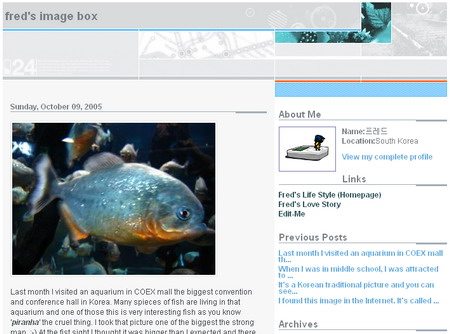 fred's image box
S24
Sunday, October 09, 2005
Last month I visited an aquarium in COEX mall the biggest convention
and conference hall in Korea. Many spieces of fish are living in that
aquarium and one of those this is very interesting fish as you know
'piranha' the cruel thing. I took that picture one of the biggest the strong
man. :-) At the fist sight I thought it was bigger than I expected and there
About Me
Name:프레드
Location:South Korea
View my complete profile
Links
Fred's Life Style (Homepage)
Fred's Love Story
Edit-Me
Previous Posts
Last month I visited an aquarium in COEX mall
th...
When I was in middle school, I was attracted
to ...
It's a Korean traditional picture and you can
see...
I found this image in the Internet. It's called ...
Archives